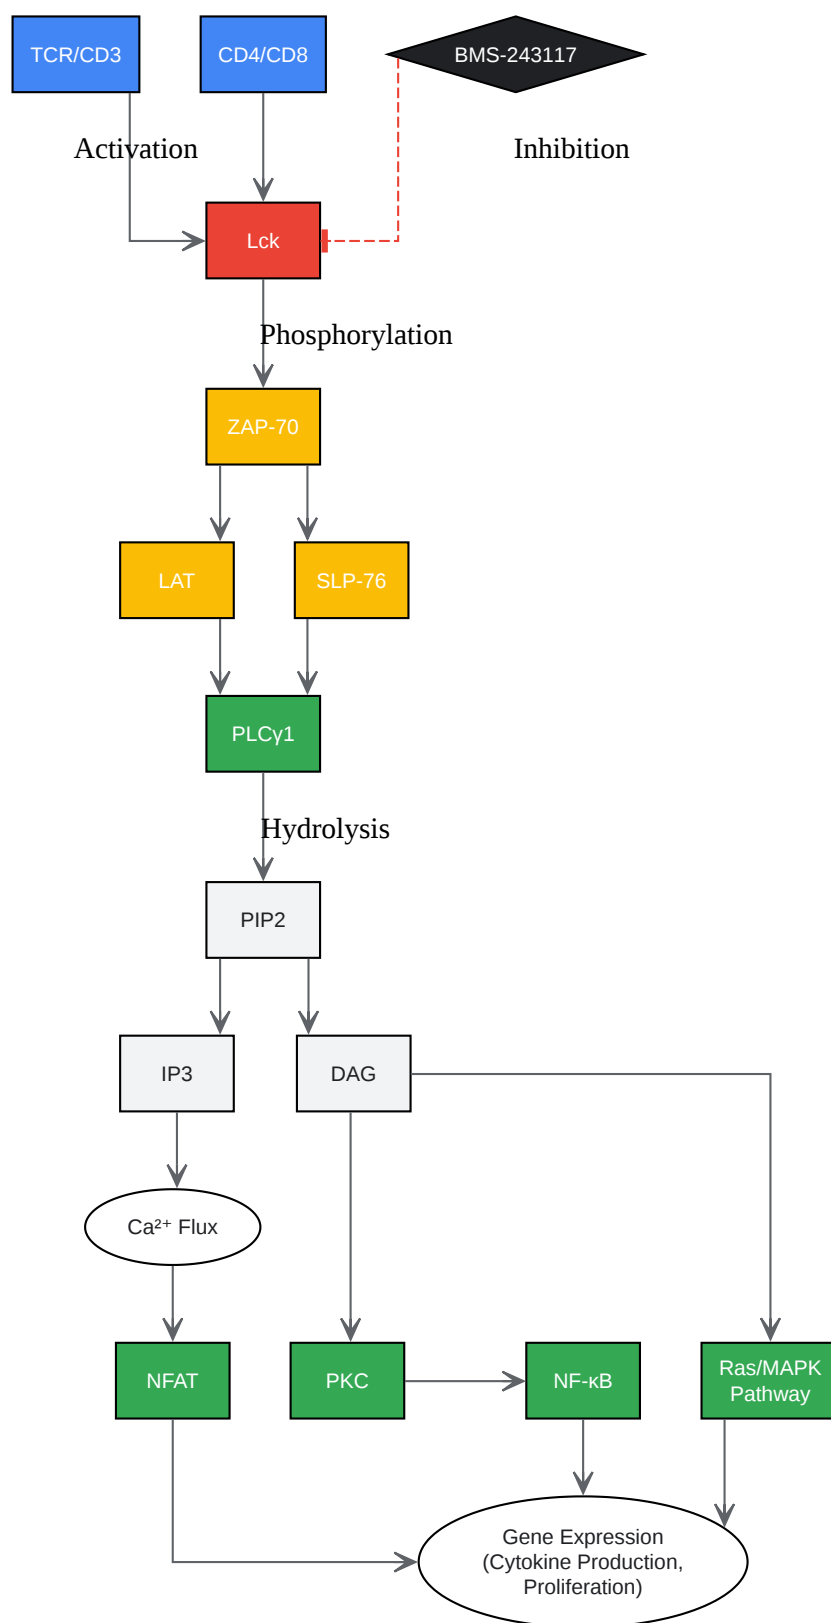 TCR/CD3
CD4/CD8
BMS-243117
Activation
Inhibition
Lck
Phosphorylation
ZAP-70
LAT
SLP-76
PLCγ1
Hydrolysis
PIP2
IP3
DAG
Ca²⁺ Flux
NFAT
PKC
NF-κB
Ras/MAPK
Pathway
Gene Expression
(Cytokine Production,
Proliferation)